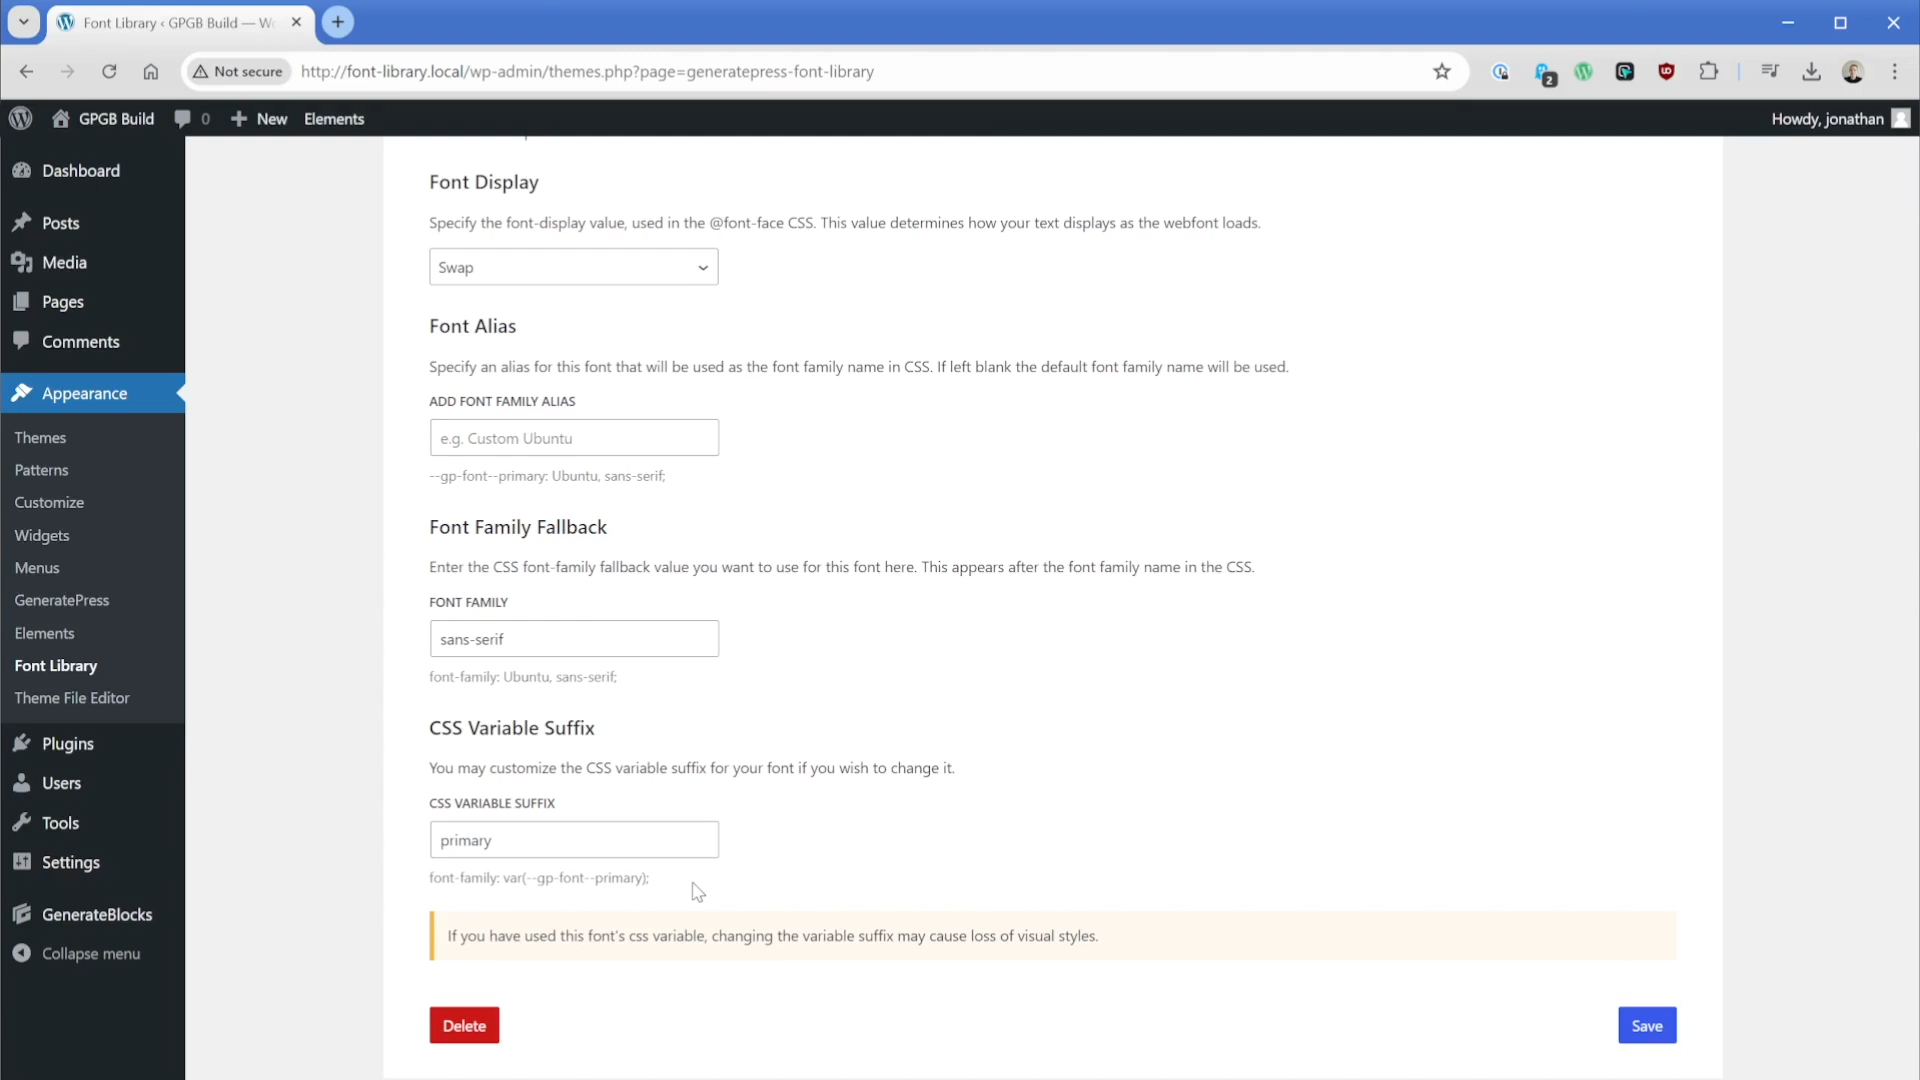 Font Library ‹ GPGB Build — Wo
Not secure
http://font-library.local/wp-admin/themes.php?page=generatepress-font-library
2
GPGB Build
0
New
Elements
Howdy, jonathan
Dashboard
Posts
Media
Pages
Comments
Appearance
Themes
Patterns
Customize
Widgets
Menus
GeneratePress
Elements
Font Library
Theme File Editor
Plugins
Users
Tools
Settings
GenerateBlocks
Collapse menu
Font Display
Specify the font-display value, used in the @font-face CSS. This value determines how your text displays as the webfont loads.
Swap
Font Alias
Specify an alias for this font that will be used as the font family name in CSS. If left blank the default font family name will be used.
ADD FONT FAMILY ALIAS
e.g. Custom Ubuntu
--gp-font--primary: Ubuntu, sans-serif;
Font Family Fallback
Enter the CSS font-family fallback value you want to use for this font here. This appears after the font family name in the CSS.
FONT FAMILY
sans-serif
font-family: Ubuntu, sans-serif;
CSS Variable Suffix
You may customize the CSS variable suffix for your font if you wish to change it.
CSS VARIABLE SUFFIX
primary
font-family: var(--gp-font--primary);
If you have used this font's css variable, changing the variable suffix may cause loss of visual styles.
Delete
Save